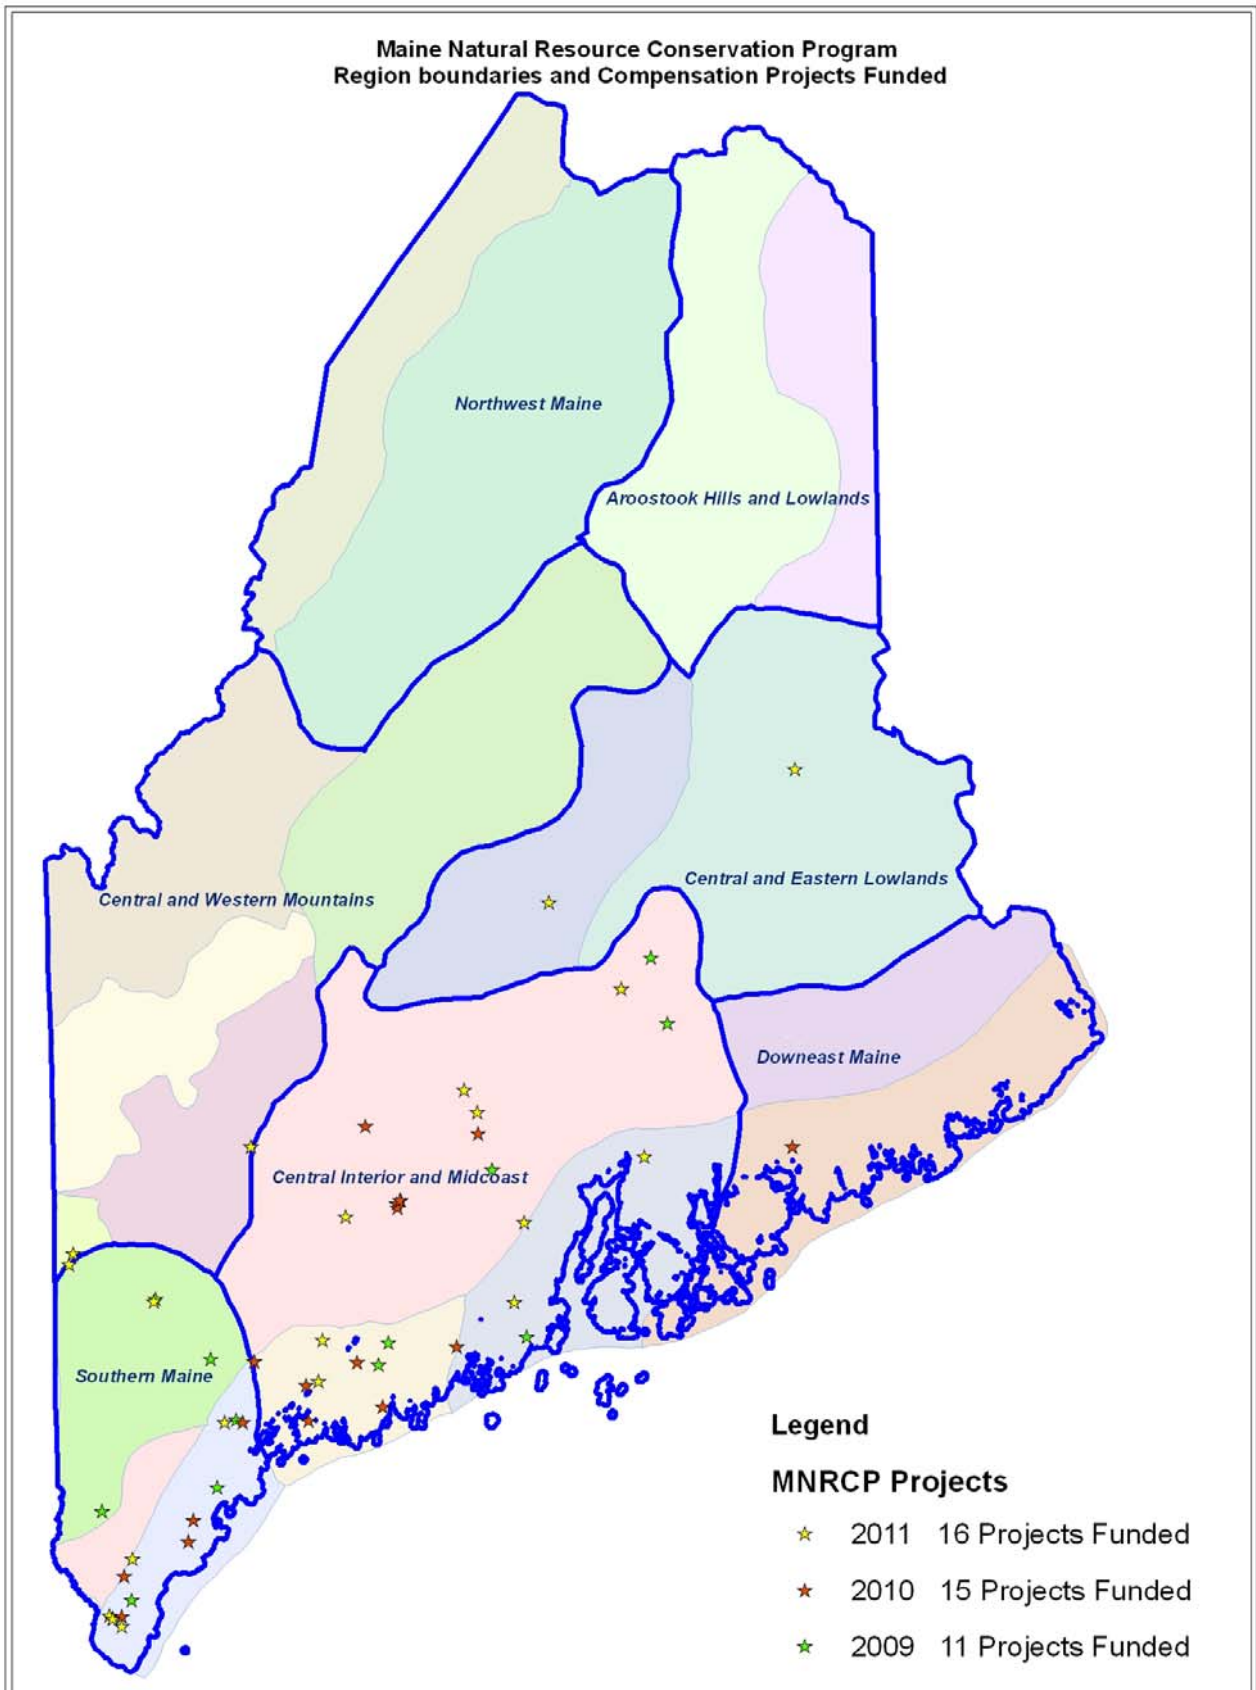 Maine Natural Resource Conservation Program
Region boundaries and Compensation Projects Funded
Northwest Maine
Aroostook Hills and Lowlands
Central and Eastern Lowlands
Central and Western Mountains
Downeast Maine
Central Interior and Midcoast
Southern Maine
Legend
MNRCP Projects
2011 16 Projects Funded
2010 15 Projects Funded
2009 11 Projects Funded